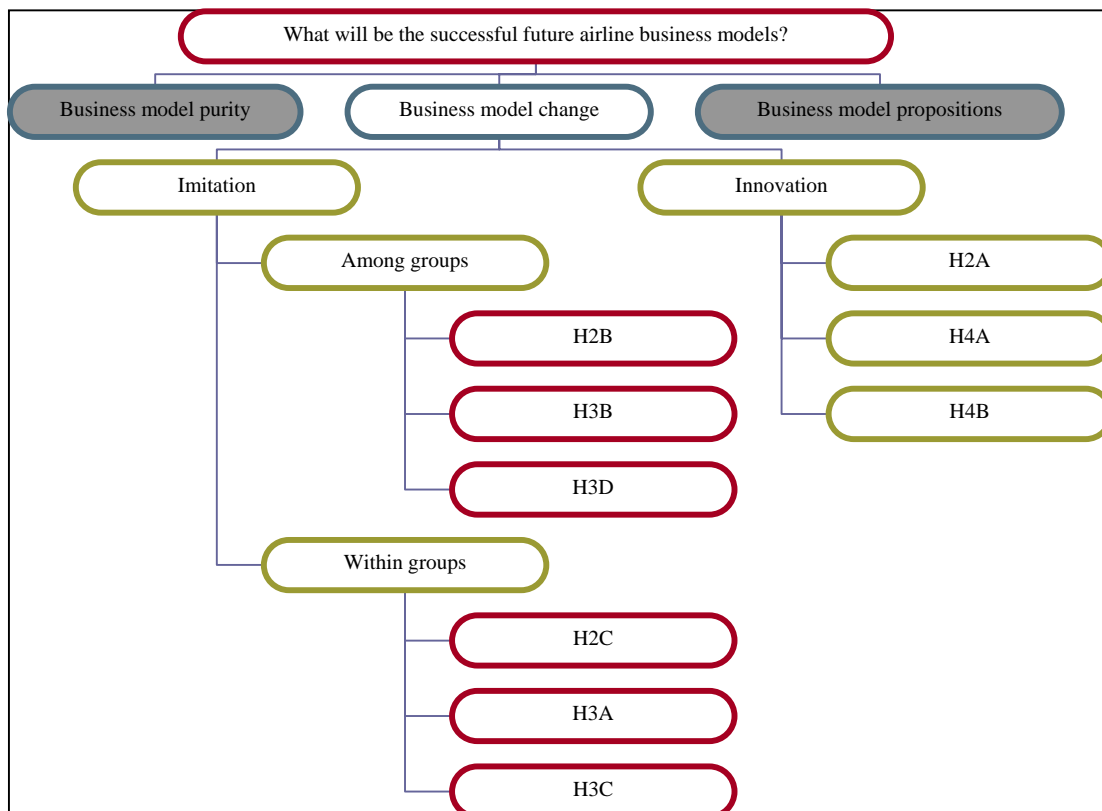 What will be the successful future airline business models?
Business model purity
Business model change
Business model propositions
Imitation
Innovation
Among groups
H2A
H2B
H4A
H3B
H4B
H3D
Within groups
H2C
H3A
H3C